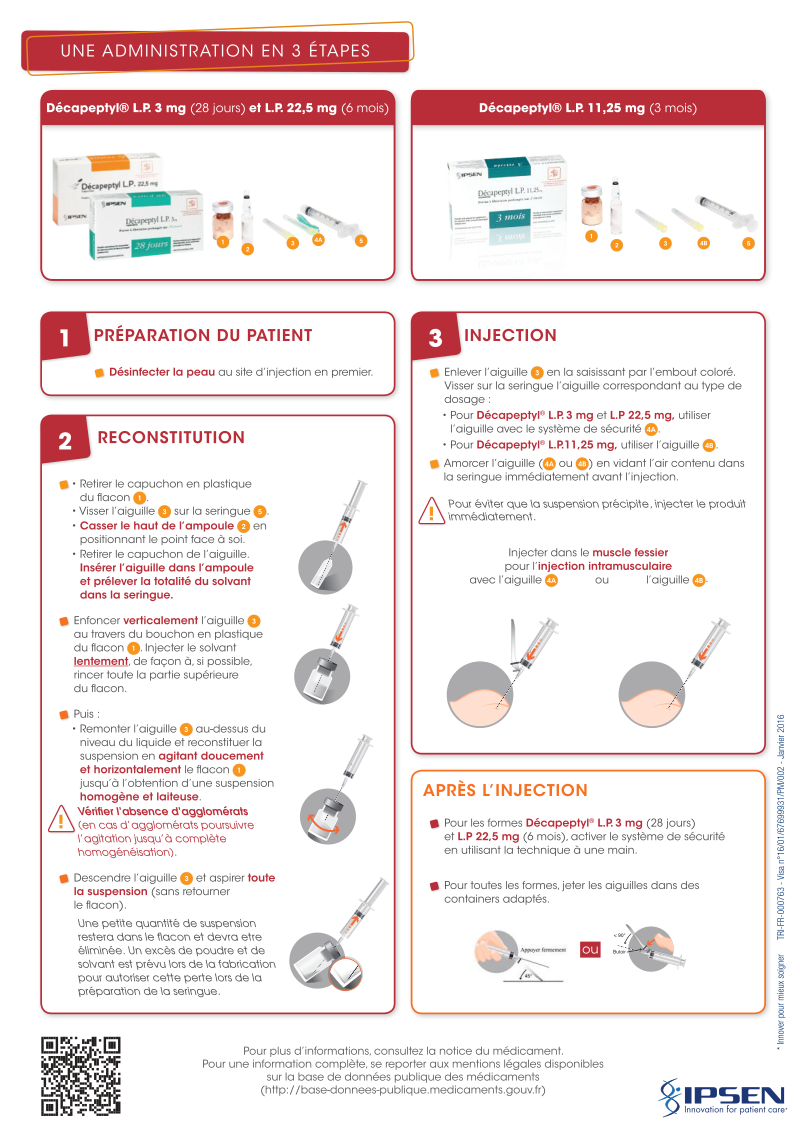 UNE ADMINISTRATION EN 3 ÉTAPES
Décapeptyl® L.P. 3 mg (28 jours) et L.P. 22,5 mg (6 mois)
Décapeptyl L.P. 22,5 mg
IPSEN
IPSEN
Décapeptyl L.P. 3
28 jours
1
2
3
4A
5
Décapeptyl® L.P. 11,25 mg (3 mois)
IPSEN
Décapeptyl L.P. 11,25
3 mois
1
2
3
4B
5
1 PRÉPARATION DU PATIENT
Désinfecter la peau au site d'injection en premier.
2 RECONSTITUTION
• Retirer le capuchon en plastique
du flacon 1.
• Visser l'aiguille 3 sur la seringue 5.
• Casser le haut de l'ampoule 2 en
positionnant le point face à soi.
• Retirer le capuchon de l'aiguille.
Insérer l'aiguille dans l'ampoule
et prélever la totalité du solvant
dans la seringue.
Enfoncer verticalement l'aiguille 3
au travers du bouchon en plastique
du flacon 1. Injecter le solvant
lentement, de façon à, si possible,
rincer toute la partie supérieure
du flacon.
Puis :
• Remonter l'aiguille 3 au-dessus du
niveau du liquide et reconstituer la
suspension en agitant doucement
et horizontalement le flacon 1
jusqu'à l'obtention d'une suspension
homogène et laiteuse.
Vérifier l'absence d'agglomérats
(en cas d'agglomérats poursuivre
l'agitation jusqu'à complète
homogénéisation).
Descendre l'aiguille 3 et aspirer toute
la suspension (sans retourner
le flacon).
Une petite quantité de suspension
restera dans le flacon et devra etre
éliminée. Un excès de poudre et de
solvant est prévu lors de la fabrication
pour autoriser cette perte lors de la
préparation de la seringue.
3 INJECTION
Enlever l'aiguille 3 en la saisissant par l'embout coloré.
Visser sur la seringue l'aiguille correspondant au type de
dosage :
• Pour Décapeptyl® L.P. 3 mg et L.P 22,5 mg, utiliser
l'aiguille avec le système de sécurité 4A.
• Pour Décapeptyl® L.P.11,25 mg, utiliser l'aiguille 4B.
Amorcer l'aiguille (4A ou 4B) en vidant l'air contenu dans
la seringue immédiatement avant l'injection.
Pour éviter que la suspension précipite, injecter le produit
immédiatement.
Injecter dans le muscle fessier
pour l'injection intramusculaire
avec l'aiguille 4A ou l'aiguille 4B.
APRÈS L'INJECTION
Pour les formes Décapeptyl® L.P. 3 mg (28 jours)
et L.P 22,5 mg (6 mois), activer le système de sécurité
en utilisant la technique à une main.
Pour toutes les formes, jeter les aiguilles dans des
containers adaptés.
Appuyer fermement
45°
ou
< 90°
Butoir
* Innover pour mieux soigner TRI-FR-000763 - Visa n°16/01/67699931/PM/002 - Janvier 2016
Pour plus d'informations, consultez la notice du médicament.
Pour une information complète, se reporter aux mentions légales disponibles
sur la base de données publique des médicaments
(http://base-donnees-publique.medicaments.gouv.fr)
IPSEN
Innovation for patient care*